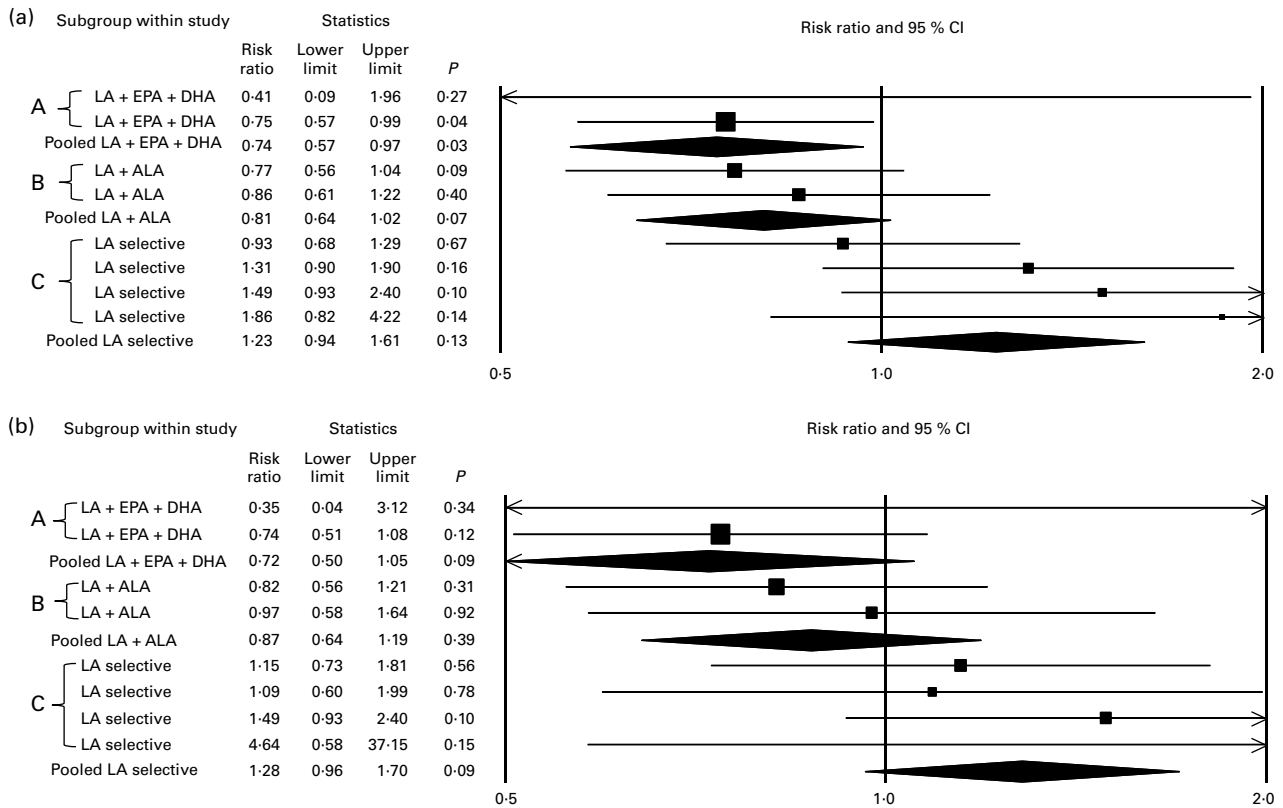 (a) Subgroup within study Statistics Risk ratio and 95 % CI
Risk ratio Lower limit Upper limit P
A
LA + EPA + DHA 0·41 0·09 1·96 0·27
LA + EPA + DHA 0·75 0·57 0·99 0·04
Pooled LA + EPA + DHA 0·74 0·57 0·97 0·03
B
LA + ALA 0·77 0·56 1·04 0·09
LA + ALA 0·86 0·61 1·22 0·40
Pooled LA + ALA 0·81 0·64 1·02 0·07
C
LA selective 0·93 0·68 1·29 0·67
LA selective 1·31 0·90 1·90 0·16
LA selective 1·49 0·93 2·40 0·10
LA selective 1·86 0·82 4·22 0·14
Pooled LA selective 1·23 0·94 1·61 0·13
0·5 1·0 2·0
(b) Subgroup within study Statistics Risk ratio and 95 % CI
Risk ratio Lower limit Upper limit P
A
LA + EPA + DHA 0·35 0·04 3·12 0·34
LA + EPA + DHA 0·74 0·51 1·08 0·12
Pooled LA + EPA + DHA 0·72 0·50 1·05 0·09
B
LA + ALA 0·82 0·56 1·21 0·31
LA + ALA 0·97 0·58 1·64 0·92
Pooled LA + ALA 0·87 0·64 1·19 0·39
C
LA selective 1·15 0·73 1·81 0·56
LA selective 1·09 0·60 1·99 0·78
LA selective 1·49 0·93 2·40 0·10
LA selective 4·64 0·58 37·15 0·15
Pooled LA selective 1·28 0·96 1·70 0·09
0·5 1·0 2·0